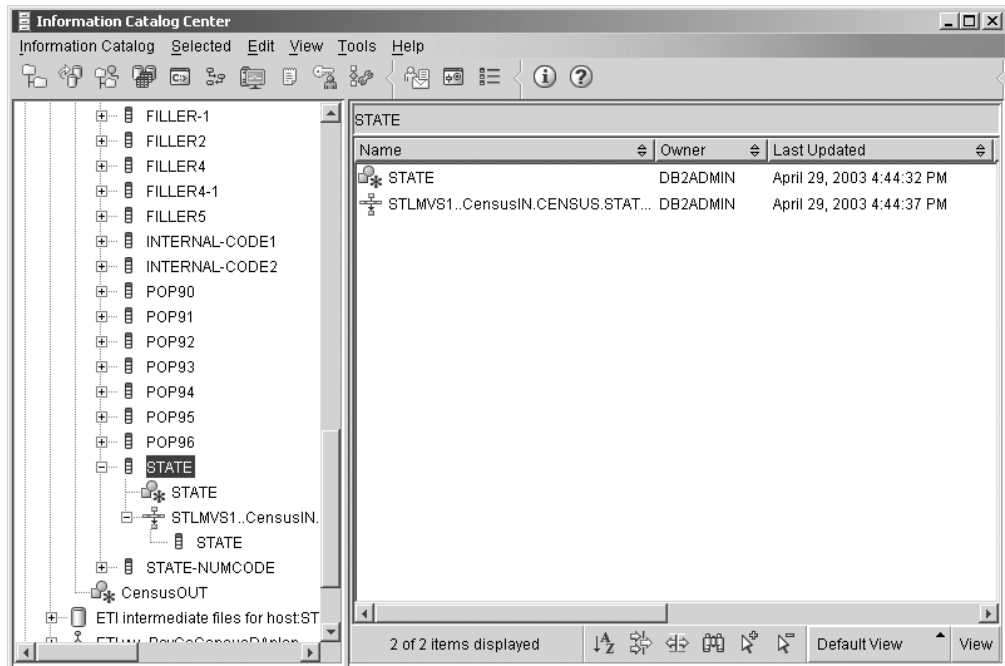 Information Catalog Center
Information Catalog Selected Edit View Tools Help
FILLER-1
FILLER2
FILLER4
FILLER4-1
FILLER5
INTERNAL-CODE1
INTERNAL-CODE2
POP90
POP91
POP92
POP93
POP94
POP95
POP96
STATE
STATE
STLMVS1..CensusIN.
STATE
STATE-NUMCODE
CensusOUT
ETI intermediate files for host:ST
STATE
Name Owner Last Updated
STATE DB2ADMIN April 29, 2003 4:44:32 PM
STLMVS1..CensusIN.CENSUS.STAT... DB2ADMIN April 29, 2003 4:44:37 PM
2 of 2 items displayed Default View View